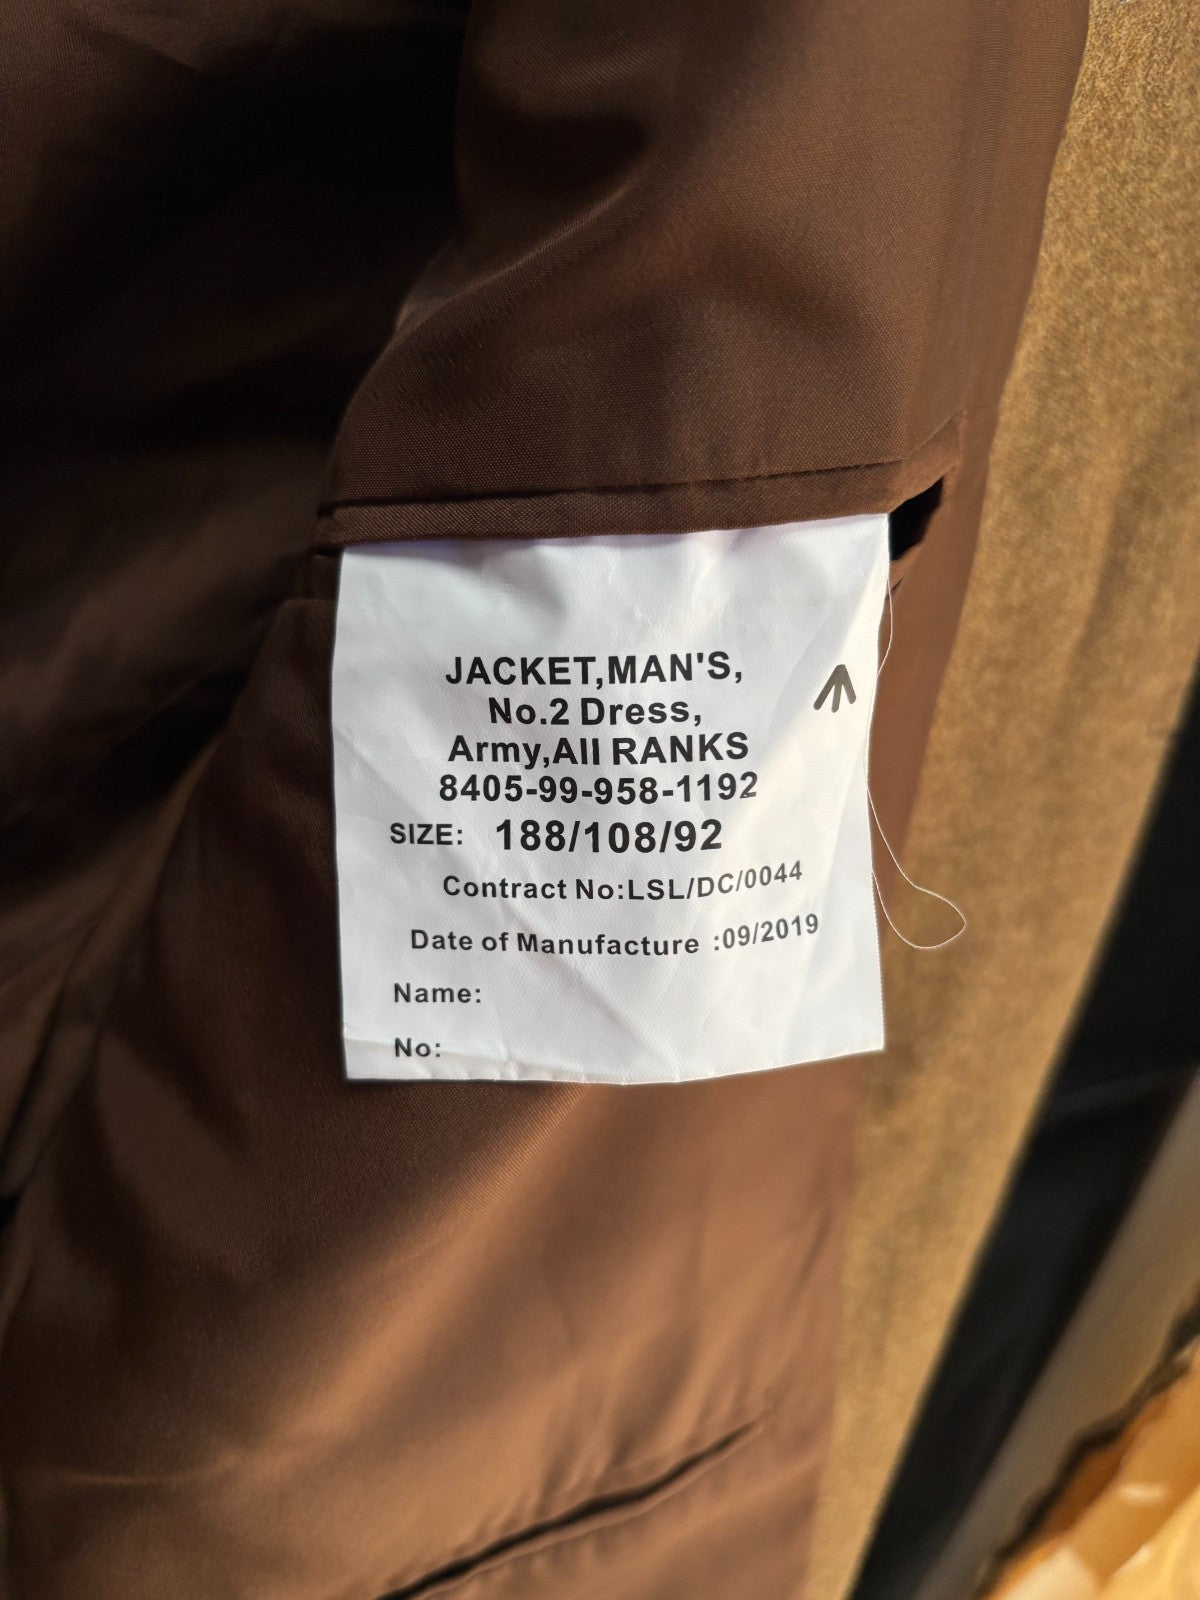 JACKET,MAN'S,
No.2 Dress,
Army,All RANKS
8405-99-958-1192
SIZE: 188/108/92
Contract No:LSL/DC/0044
Date of Manufacture :09/2019
Name:
No: